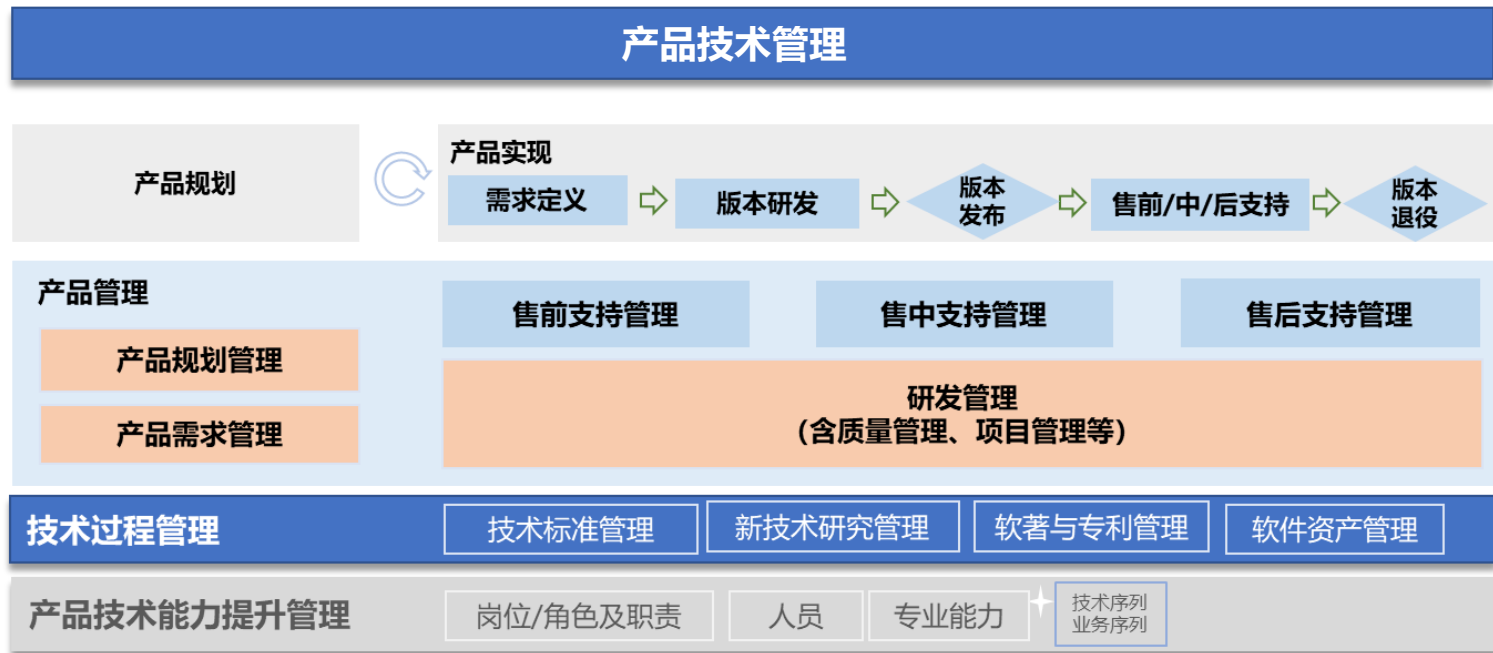 产品技术管理
产品规划
产品实现
需求定义
版本研发
版本
发布
售前/中/后支持
版本
退役
产品管理
产品规划管理
产品需求管理
售前支持管理
售中支持管理
售后支持管理
研发管理
（含质量管理、项目管理等）
技术过程管理
技术标准管理
新技术研究管理
软著与专利管理
软件资产管理
产品技术能力提升管理
岗位/角色及职责
人员
专业能力
技术序列
业务序列